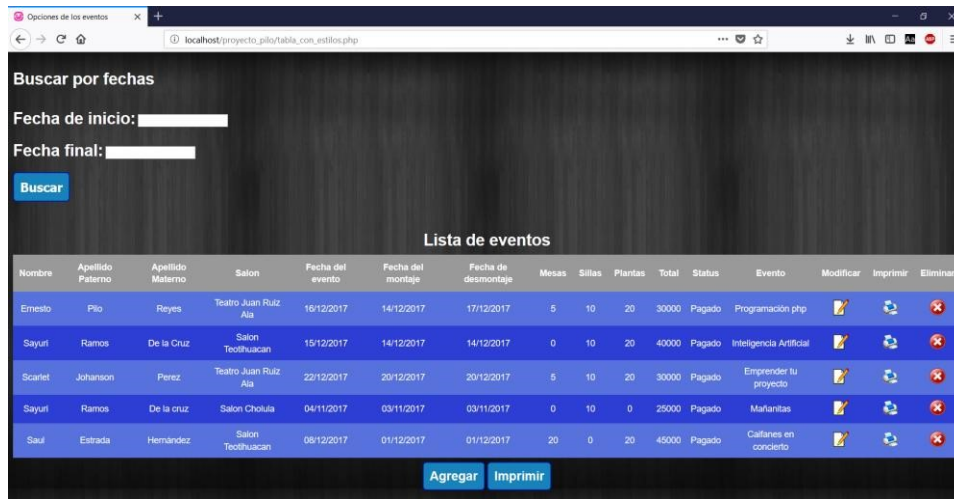 Opciones de los eventos
localhost/proyecto_pilo/tabla_con_estilos.php
Buscar por fechas
Fecha de inicio:
Fecha final:
Buscar
Lista de eventos
Nombre Apellido Paterno Apellido Materno Salon Fecha del evento Fecha del montaje Fecha de desmontaje Mesas Sillas Plantas Total Status Evento Modificar Imprimir Eliminar
Ernesto Pilo Reyes Teatro Juan Ruiz Ala 16/12/2017 14/12/2017 17/12/2017 5 10 20 30000 Pagado Programación php
Sayuri Ramos De la Cruz Salon Teotihuacan 15/12/2017 14/12/2017 14/12/2017 0 10 20 40000 Pagado Inteligencia Artificial
Scarlet Johanson Perez Teatro Juan Ruiz Ala 22/12/2017 20/12/2017 20/12/2017 5 10 20 30000 Pagado Emprender tu proyecto
Sayuri Ramos De la cruz Salon Cholula 04/11/2017 03/11/2017 03/11/2017 0 10 0 25000 Pagado Mañanitas
Saul Estrada Hernández Salon Teotihuacan 08/12/2017 01/12/2017 01/12/2017 20 0 20 45000 Pagado Caifanes en concierto
Agregar Imprimir